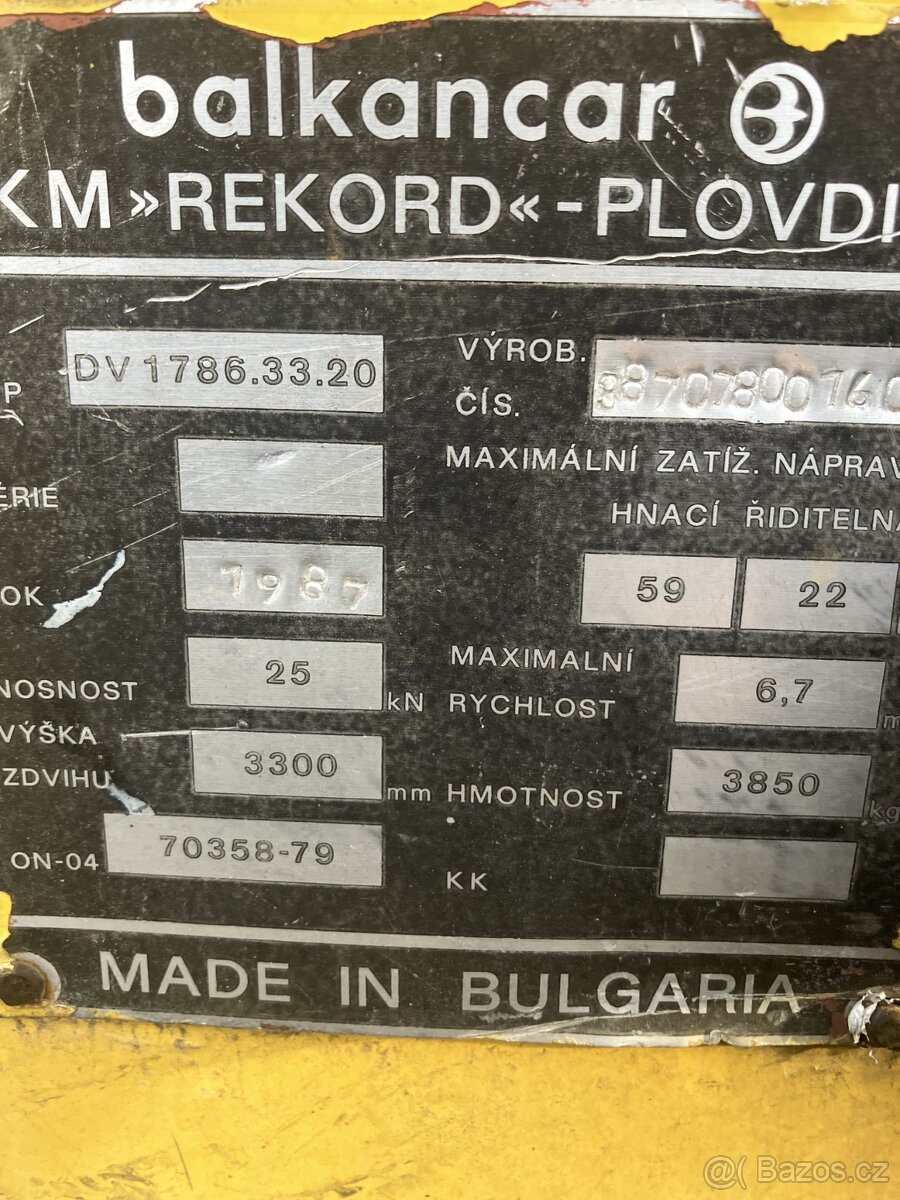 balkancar
KM »REKORD« - PLOVDI
P DV 1786.33.20
VÝROB.
ČÍS.
ÉRIE
MAXIMÁLNÍ ZATÍŽ. NÁPRAV
HNACÍ ŘIDITELNÁ
OK 1987
59 22
NOSNOST 25 kN
MAXIMALNÍ
RYCHLOST 6,7 m
VÝŠKA
ZDVIHU 3300 mm
HMOTNOST 3850 kg
ON-04 70358-79
KK
MADE IN BULGARIA
@( Bazos.cz